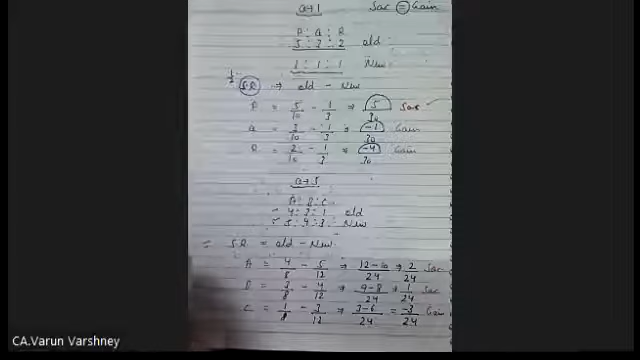 Q → 1 Sac = Gain
P : Q : R
5 : 3 : 2 old
1 : 1 : 1 New
S.R. → old - New
P = 5/10 - 1/3 ⇒ 5/30 Sac
Q = 3/10 - 1/3 ⇒ -1/30 Gain
R = 2/10 - 1/3 ⇒ -4/30 Gain
Q → 3
A : B : C
4 : 3 : 1 old
5 : 4 : 3 New
S.R = old - New
A = 4/8 - 5/12 ⇒ 12-10/24 ⇒ 2/24 Sac
B = 3/8 - 4/12 ⇒ 9-8/24 ⇒ 1/24 Sac
C = 1/8 - 3/12 ⇒ 3-6/24 = -3/24 Gain
CA.Varun Varshney